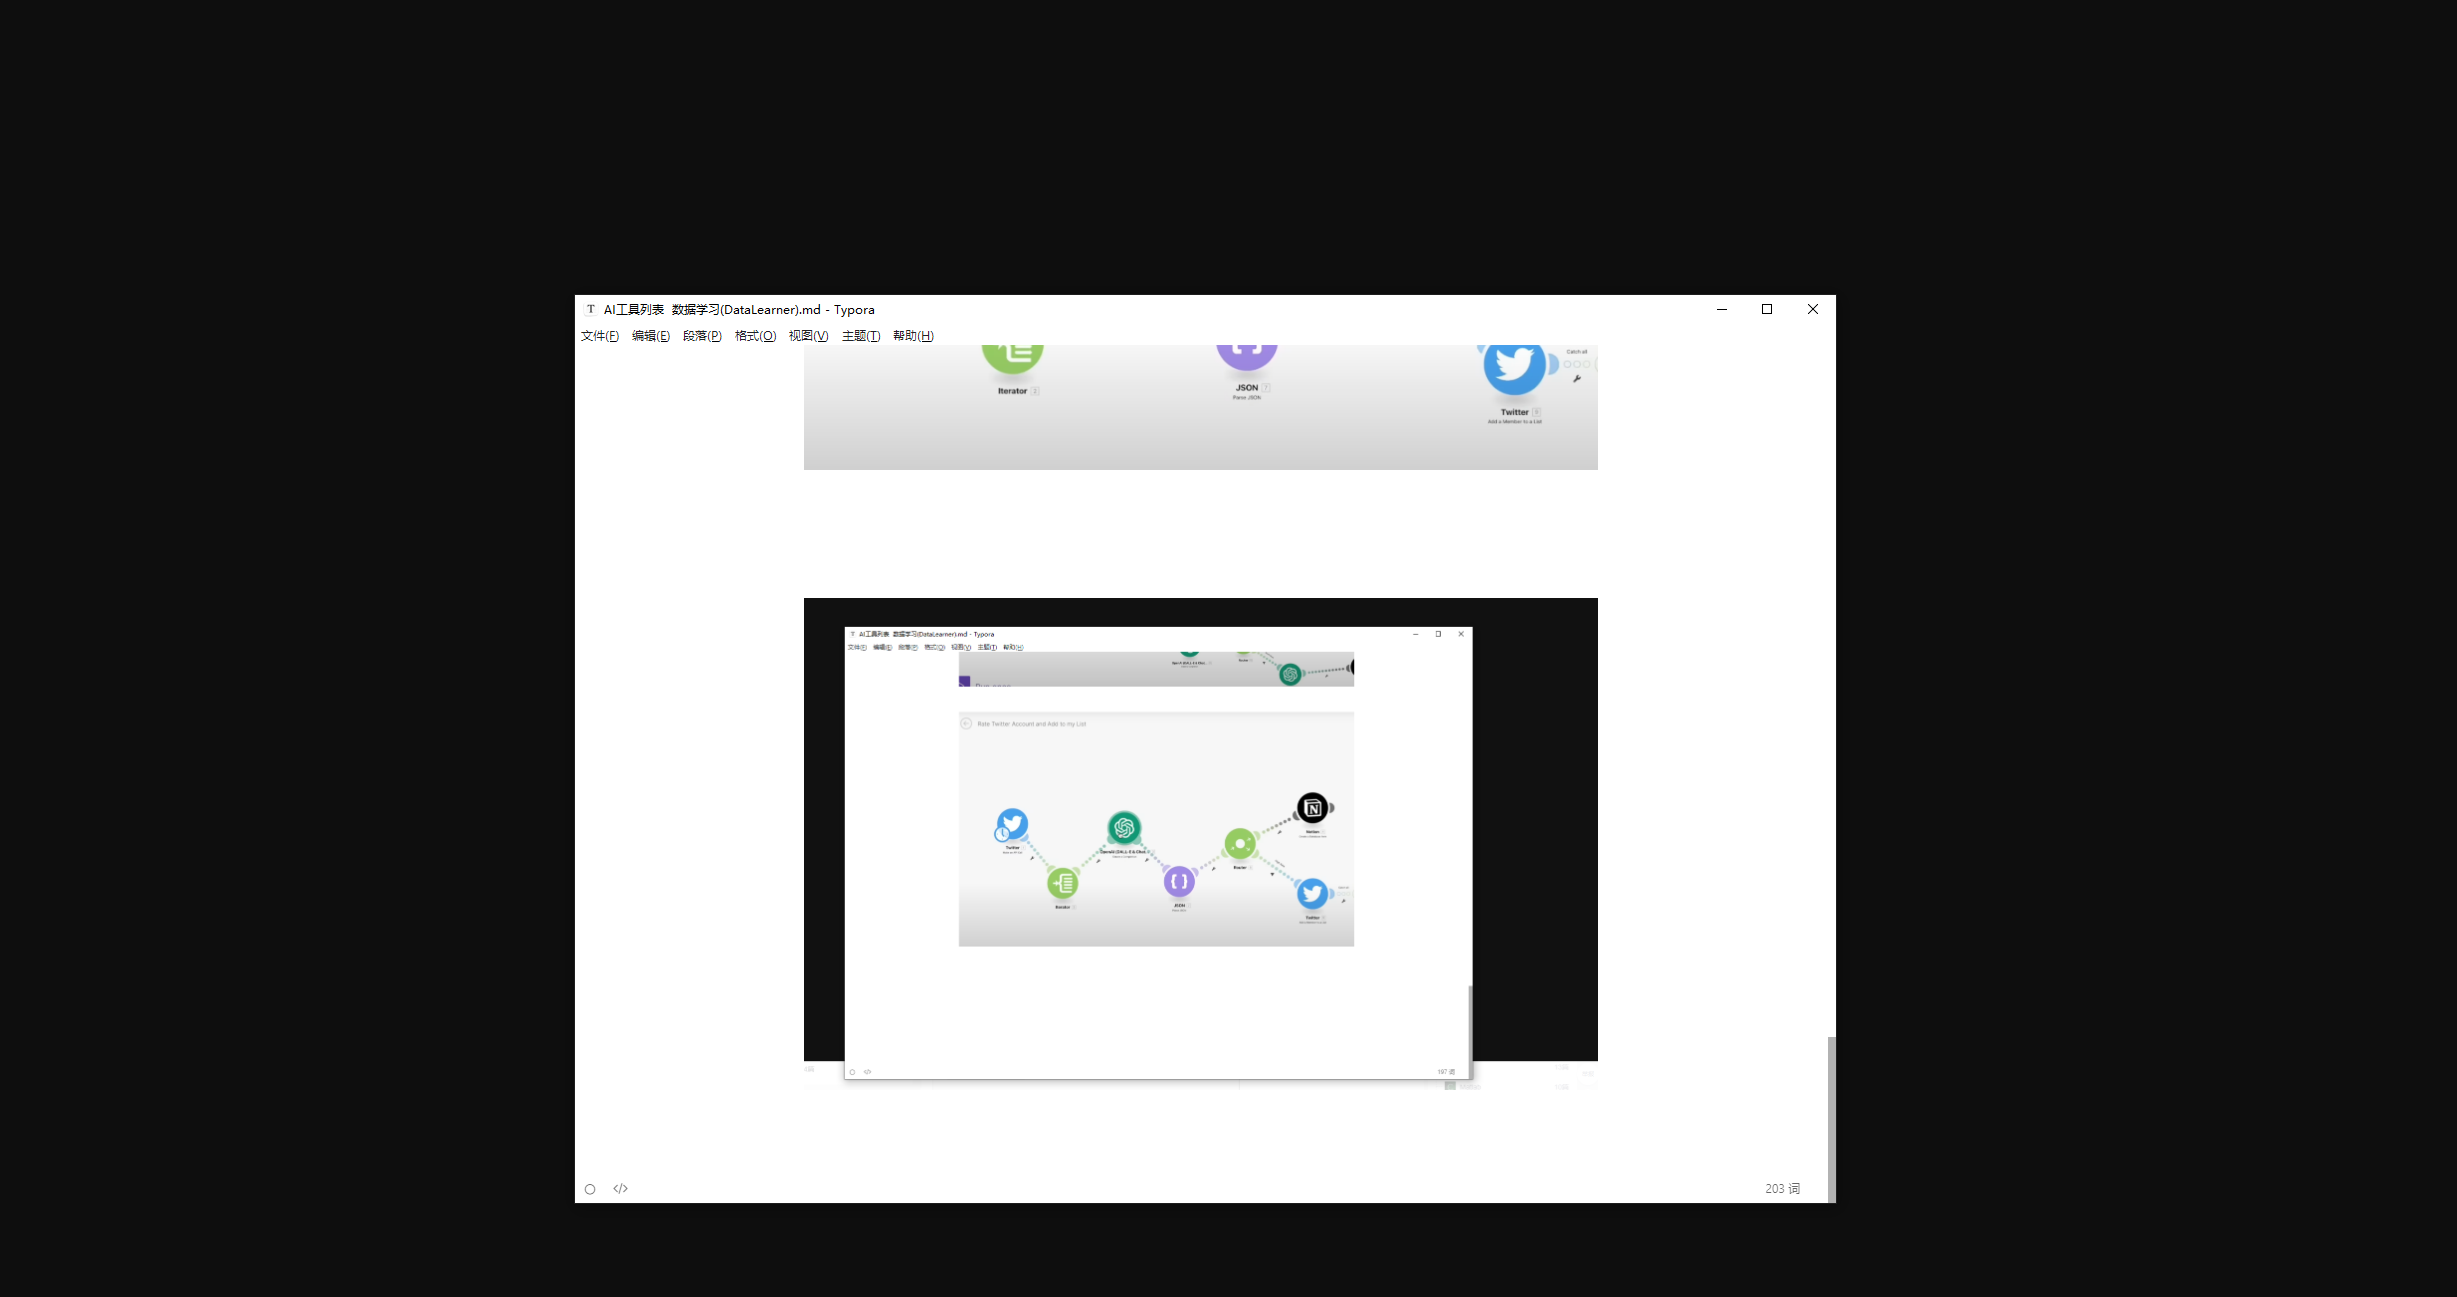 AI工具列表 数据学习(DataLearner).md - Typora
文件(F) 编辑(E) 段落(P) 格式(O) 视图(V) 主题(T) 帮助(H)
Catch all
Iterator
JSON 7
Parse JSON
Twitter
Add a Member to a List
AI工具列表 数据学习(DataLearner).md - Typora
文件(F) 编辑(E) 段落(P) 格式(O) 视图(V) 主题(T) 帮助(H)
Rate Twitter Account and Add to my List
N
Notion
Twitter
Router
Iterator
JSON
Twitter
197 词
203 词